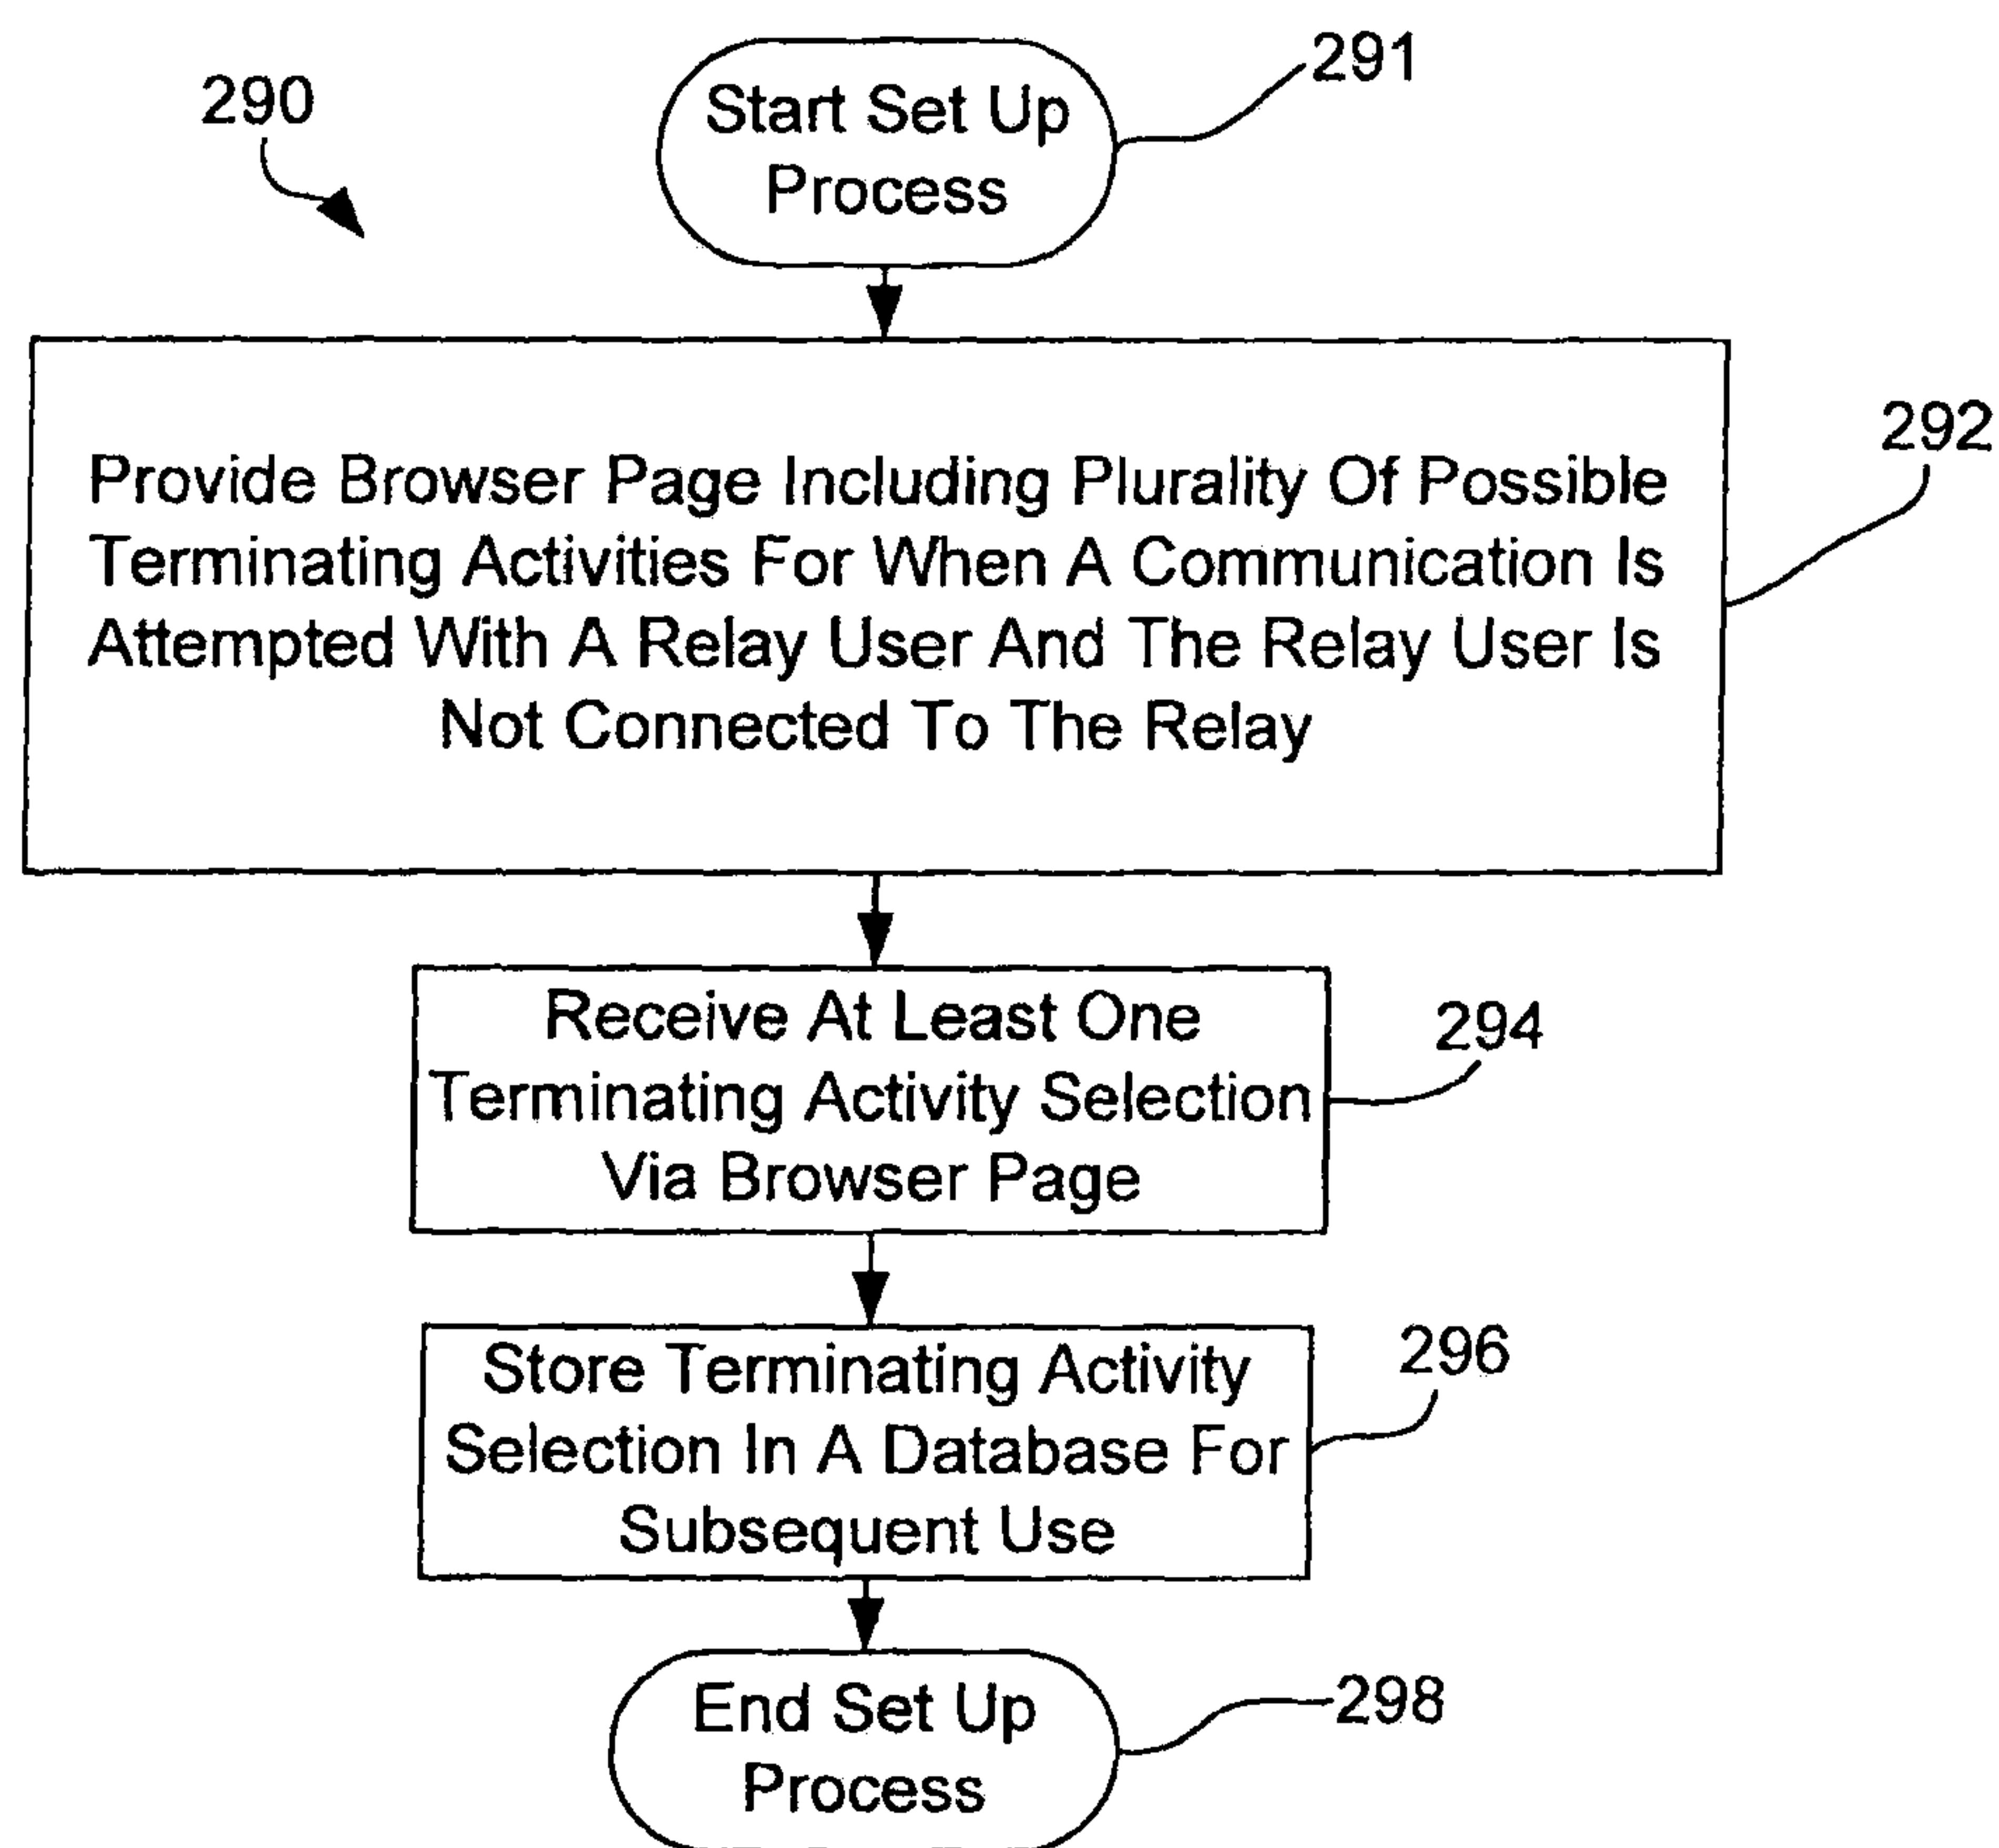 291
290
Start Set Up
Process
292
Provide Browser Page Including Plurality Of Possible
Terminating Activities For When A Communication Is
Attempted With A Relay User And The Relay User Is
Not Connected To The Relay
294
Receive At Least One
Terminating Activity Selection
Via Browser Page
296
Store Terminating Activity
Selection In A Database For
Subsequent Use
298
End Set Up
Process